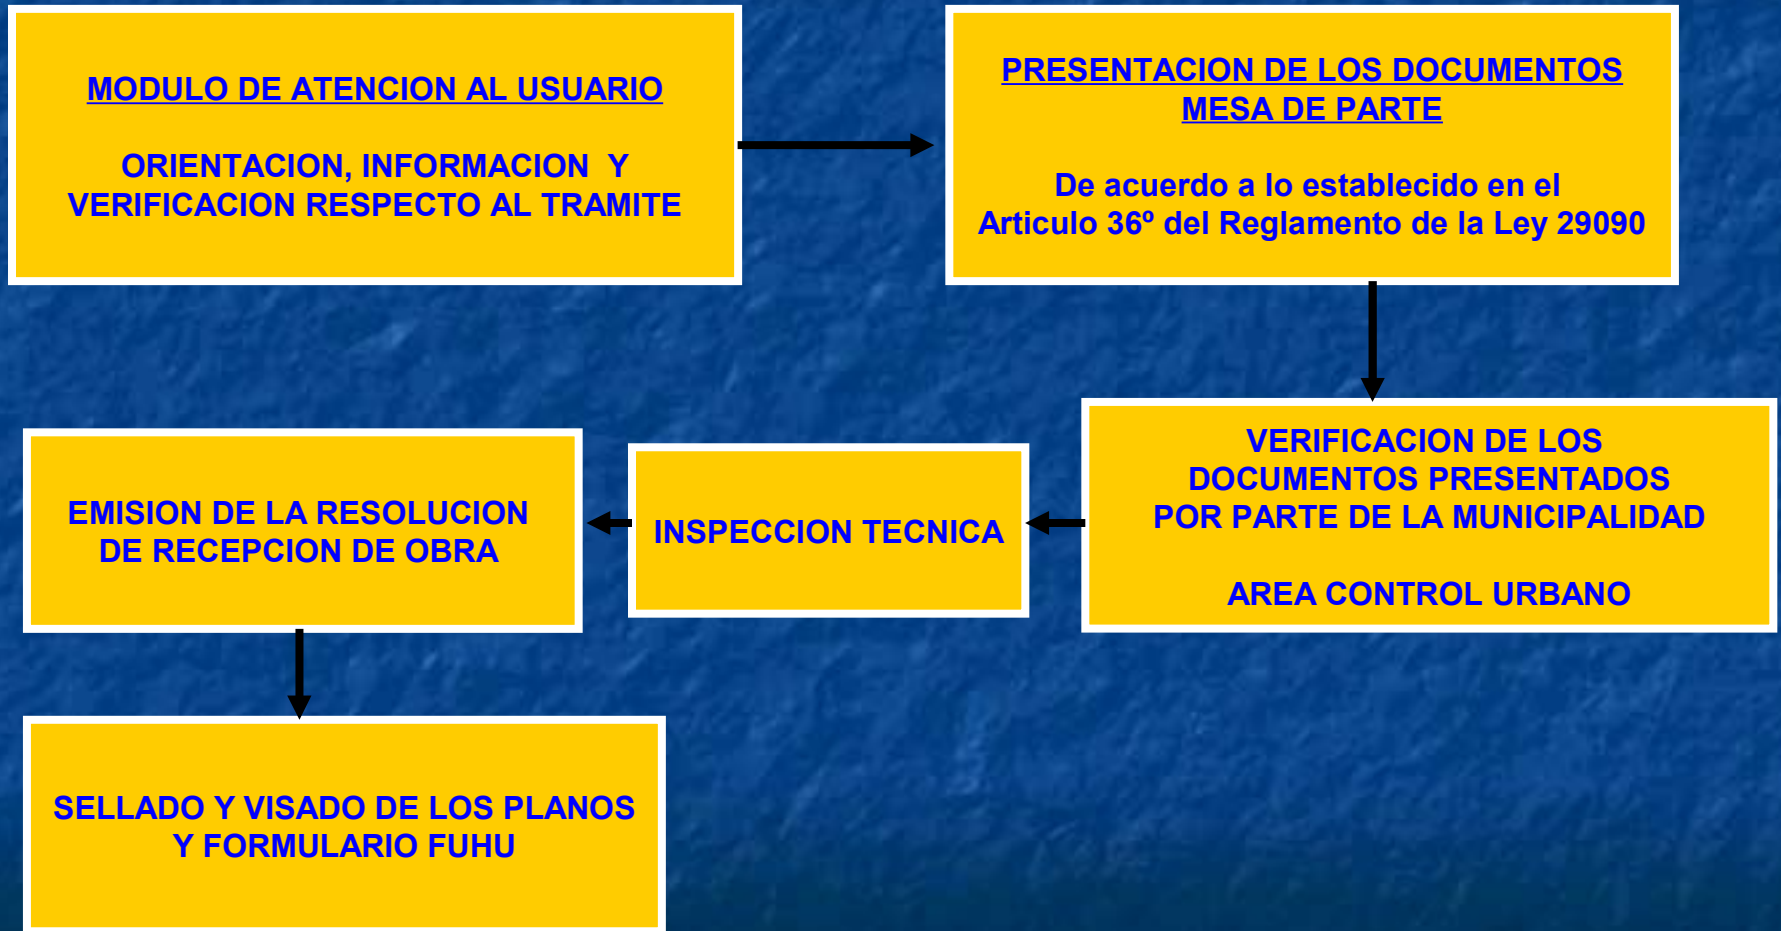 MODULO DE ATENCION AL USUARIO
ORIENTACION, INFORMACION Y
VERIFICACION RESPECTO AL TRAMITE
PRESENTACION DE LOS DOCUMENTOS
MESA DE PARTE
De acuerdo a lo establecido en el
Articulo 36º del Reglamento de la Ley 29090
VERIFICACION DE LOS
DOCUMENTOS PRESENTADOS
POR PARTE DE LA MUNICIPALIDAD
AREA CONTROL URBANO
INSPECCION TECNICA
EMISION DE LA RESOLUCION
DE RECEPCION DE OBRA
SELLADO Y VISADO DE LOS PLANOS
Y FORMULARIO FUHU